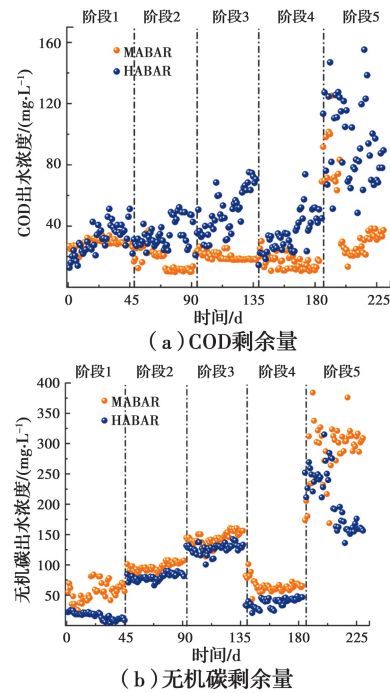 阶段1 阶段2 阶段3 阶段4 阶段5
160
120
80
40
MABAR
HABAR
COD出水浓度/(mg·L⁻¹)
0 45 90 135 180 225
时间/d
(a)COD剩余量
阶段1 阶段2 阶段3 阶段4 阶段5
400
350
300
250
200
150
100
50
MABAR
HABAR
无机碳出水浓度/(mg·L⁻¹)
0 45 90 135 180 225
时间/d
(b)无机碳剩余量